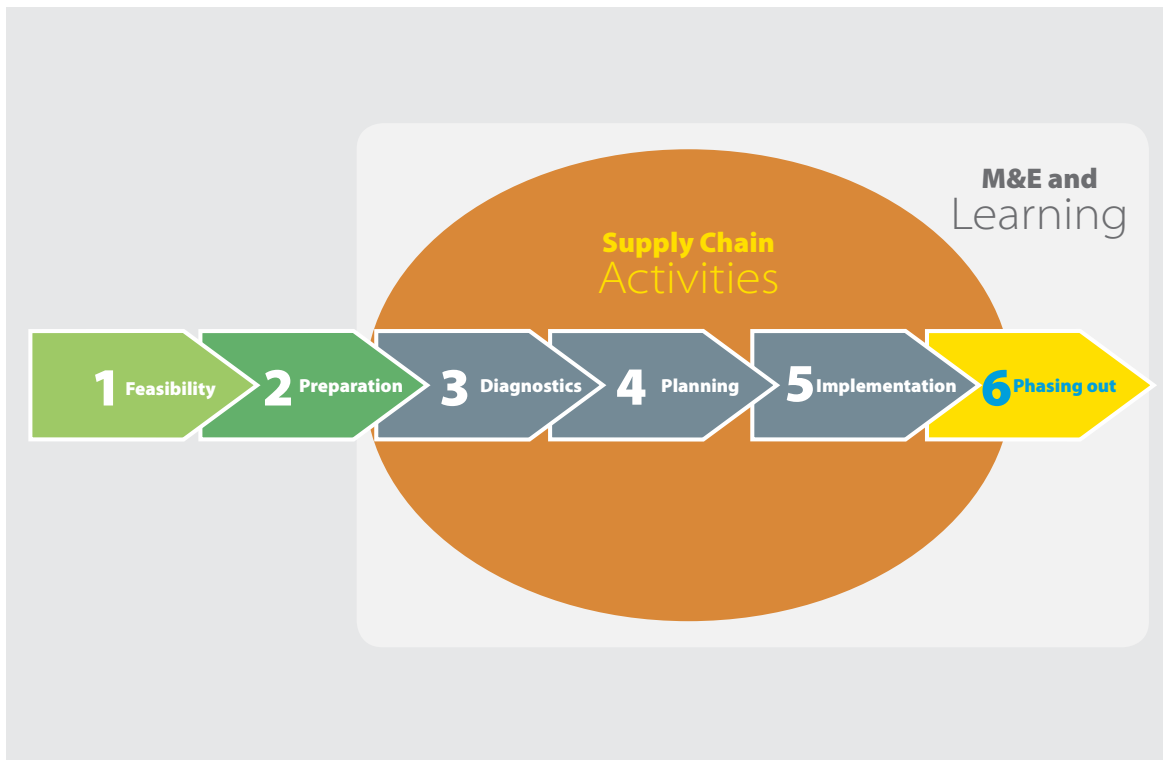 M&E and
Learning
Supply Chain
Activities
1 Feasibility
2 Preparation
3 Diagnostics
4 Planning
5 Implementation
6 Phasing out